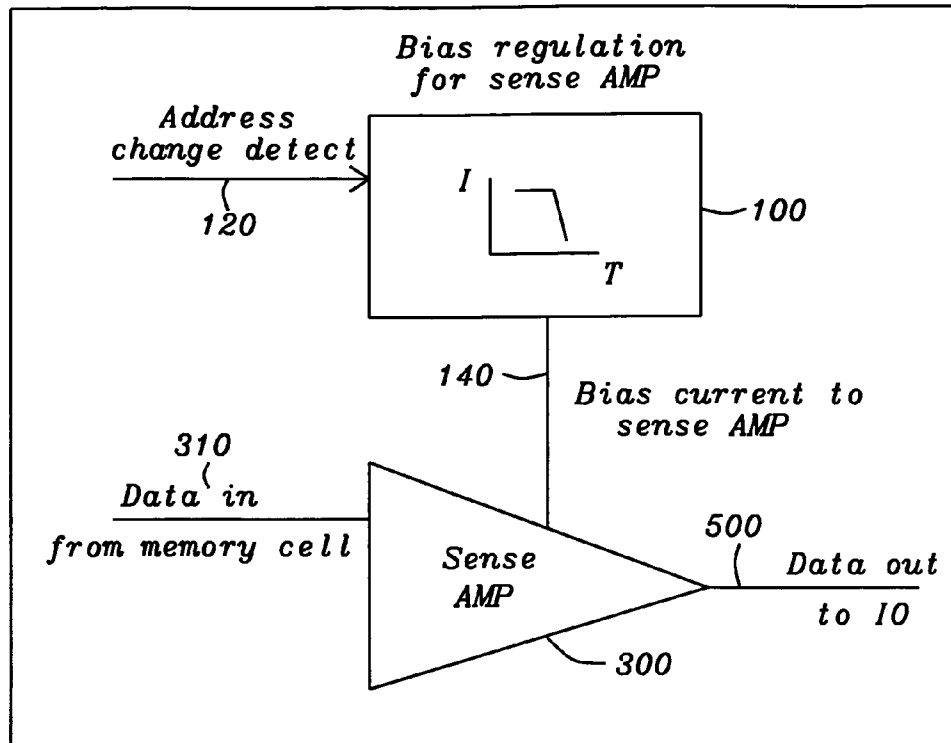 Bias regulation
for sense AMP
Address
change detect
120
I
T
100
140
Bias current to
sense AMP
310
Data in
from memory cell
Sense
AMP
300
500
Data out
to IO